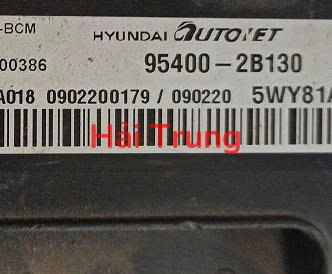 -BCM HYUNDAI AUTONET
00386 95400-2B130
A018 0902200179 / 090220 5WY81A
Hải Trung